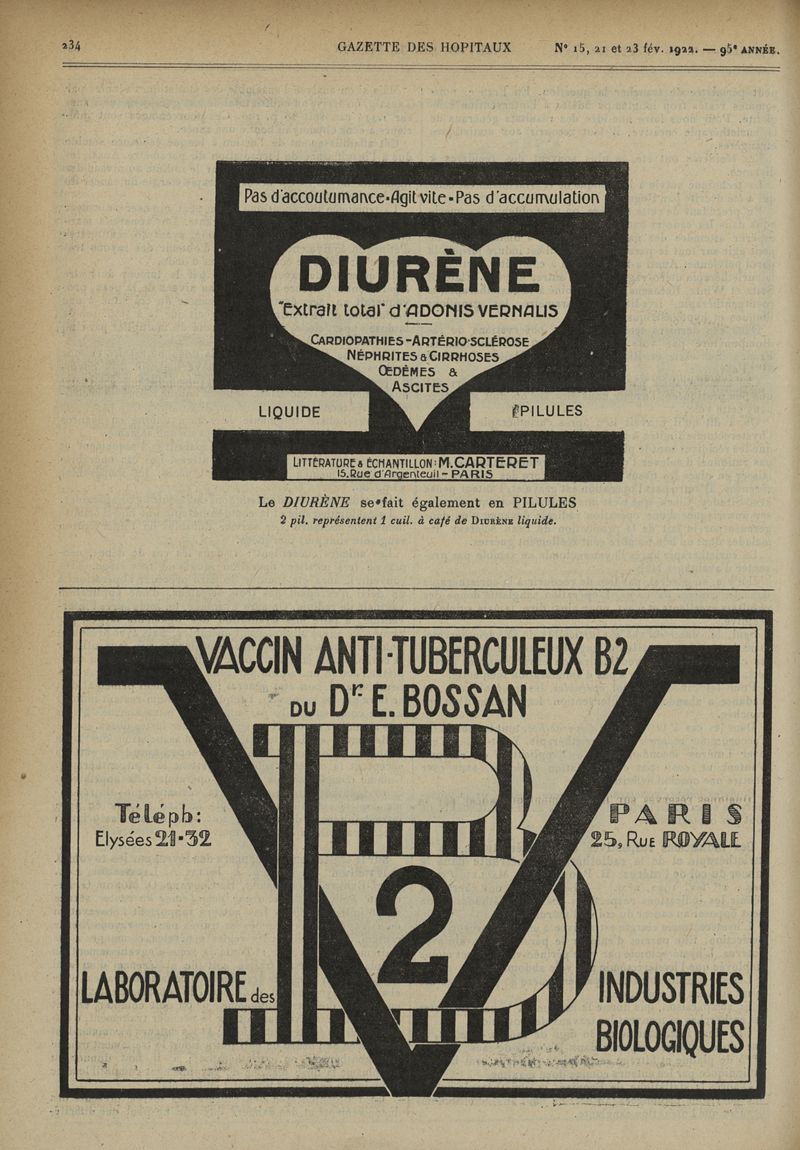 234
GAZETTE DES HOPITAUX
N° 15, 21 et 23 fév. 1922. — 95e ANNÉE.
Pas d'accoutumance-Agit vite-Pas d'accumulation
DIURÈNE
"Extrait total" d'ADONIS VERNALIS
CARDIOPATHIES-ARTÉRIO-SCLÉROSE
NÉPHRITES & CIRRHOSES
ŒDÈMES &
ASCITES
LIQUIDE
PILULES
LITTÉRATURE & ÉCHANTILLON: M. CARTERET
15, Rue d'Argenteuil - PARIS
Le DIURÈNE se fait également en PILULES
2 pil. représentent 1 cuil. à café de DIURÈNE liquide.
VACCIN ANTI-TUBERCULEUX B2
DU Dr E. BOSSAN
Téléph:
Elysées 21-32
PARIS
25, RUE ROYALE
B
V
2
LABORATOIRE des
INDUSTRIES
BIOLOGIQUES